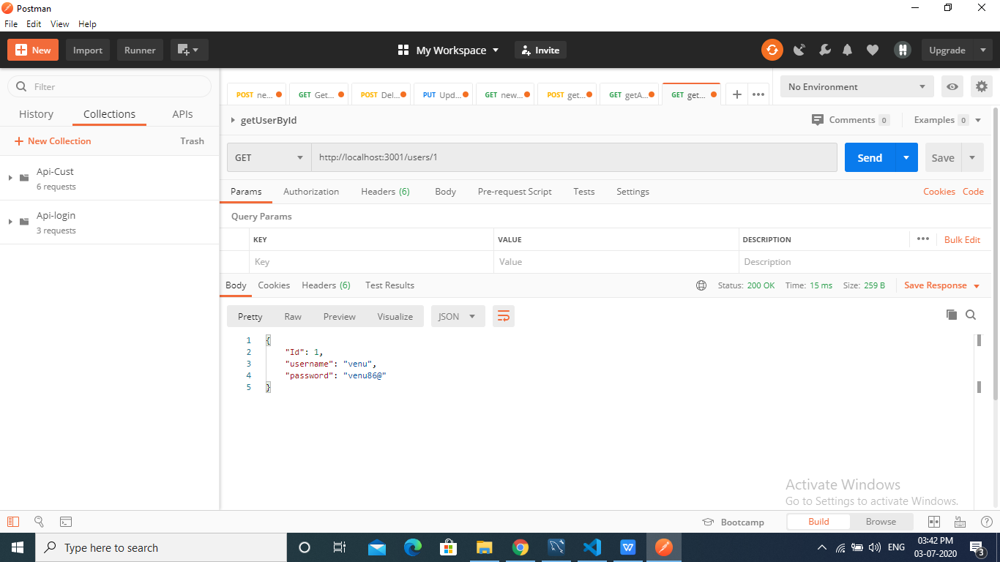 Postman
File Edit View Help
New Import Runner My Workspace Invite Upgrade
Filter
History Collections APIs
New Collection Trash
Api-Cust
6 requests
Api-login
3 requests
POST ne... GET Get... POST Del... PUT Upd... GET new... POST get... GET getA... GET get... No Environment
getUserById Comments 0 Examples 0
GET http://localhost:3001/users/1 Send Save
Params Authorization Headers (6) Body Pre-request Script Tests Settings Cookies Code
Query Params
KEY VALUE DESCRIPTION Bulk Edit
Key Value Description
Body Cookies Headers (6) Test Results Status: 200 OK Time: 15 ms Size: 259 B Save Response
Pretty Raw Preview Visualize JSON
1 {
2 "Id": 1,
3 "username": "venu",
4 "password": "venu86@"
5 }
Activate Windows
Go to Settings to activate Windows.
Bootcamp Build Browse
Type here to search ENG 03:42 PM
03-07-2020 3